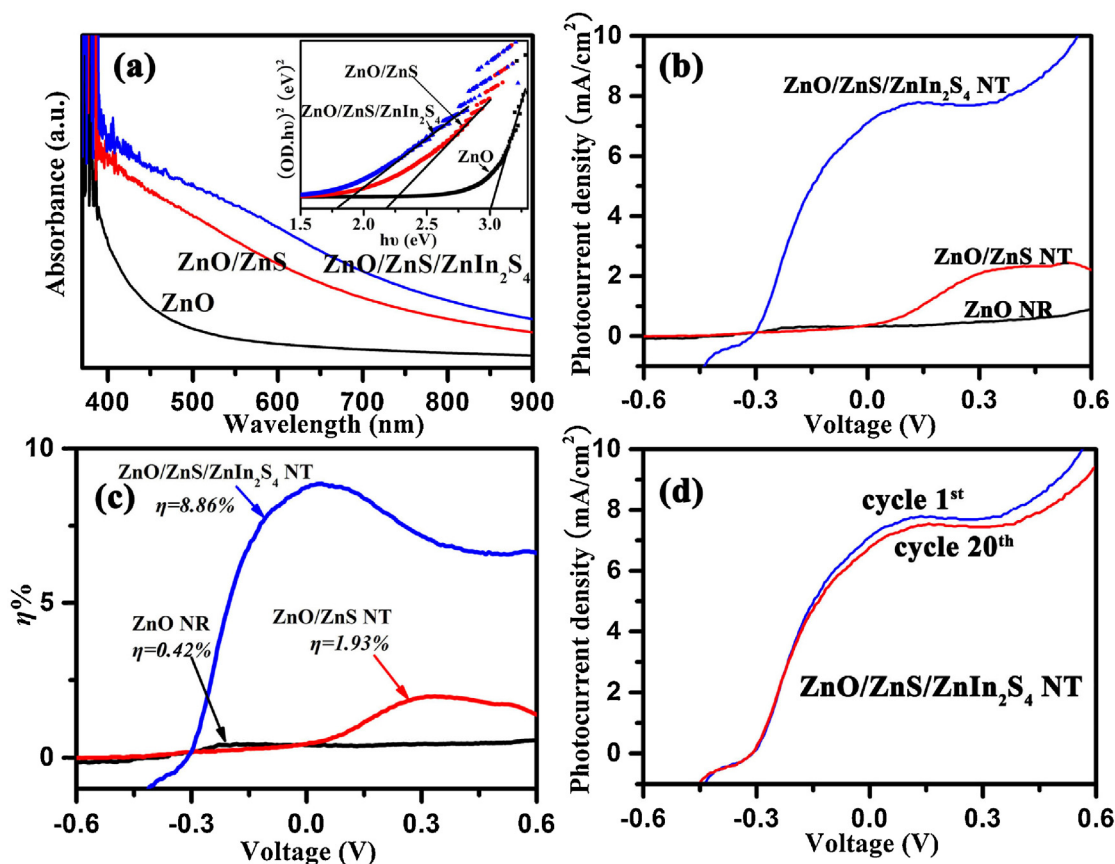 (a)
Absorbance (a.u.)
ZnO/ZnS
ZnO/ZnS/ZnIn₂S₄
ZnO
400 500 600 700 800 900
Wavelength (nm)
(OD.hυ)² (eV)²
ZnO/ZnS
ZnO/ZnS/ZnIn₂S₄
ZnO
1.5 2.0 2.5 3.0
hυ (eV)
(b)
Photocurrent density (mA/cm²)
10
8
6
4
2
0
ZnO/ZnS/ZnIn₂S₄ NT
ZnO/ZnS NT
ZnO NR
-0.6 -0.3 0.0 0.3 0.6
Voltage (V)
(c)
η%
10
5
0
ZnO/ZnS/ZnIn₂S₄ NT
η=8.86%
ZnO NR
η=0.42%
ZnO/ZnS NT
η=1.93%
-0.6 -0.3 0.0 0.3 0.6
Voltage (V)
(d)
Photocurrent density (mA/cm²)
10
8
6
4
2
0
cycle 1ˢᵗ
cycle 20ᵗʰ
ZnO/ZnS/ZnIn₂S₄ NT
-0.6 -0.3 0.0 0.3 0.6
Voltage (V)